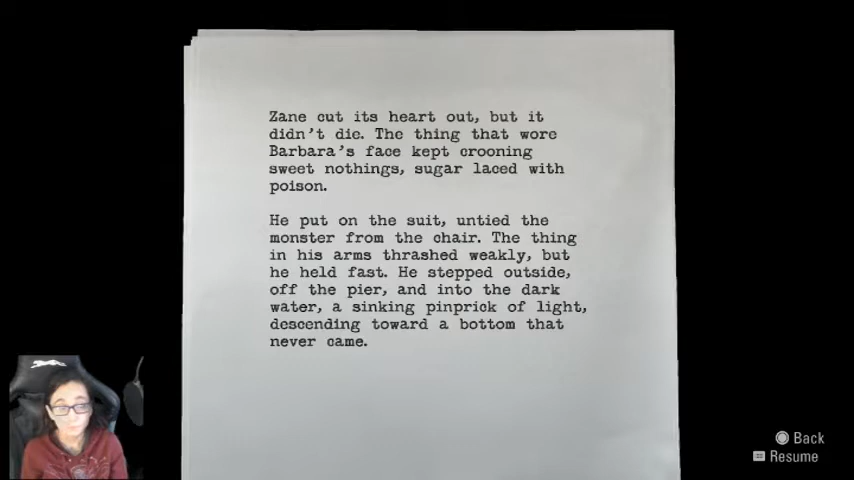 Zane cut its heart out, but it
didn't die. The thing that wore
Barbara's face kept crooning
sweet nothings, sugar laced with
poison.
He put on the suit, untied the
monster from the chair. The thing
in his arms thrashed weakly, but
he held fast. He stepped outside,
off the pier, and into the dark
water, a sinking pinprick of light,
descending toward a bottom that
never came.
Back
Resume